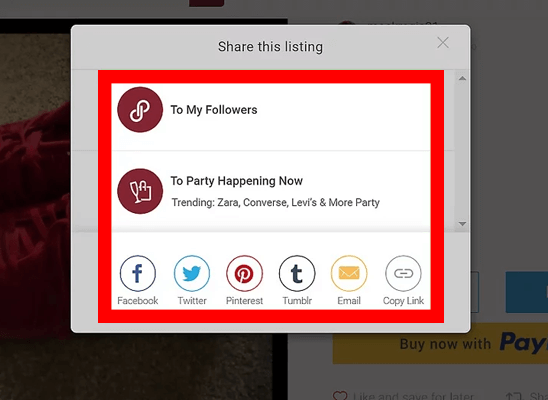 Share this listing
To My Followers
To Party Happening Now
Trending: Zara, Converse, Levi's & More Party
Facebook
Twitter
Pinterest
Tumblr
Email
Copy Link
Buy now with Pay
Like and save for later
Sha